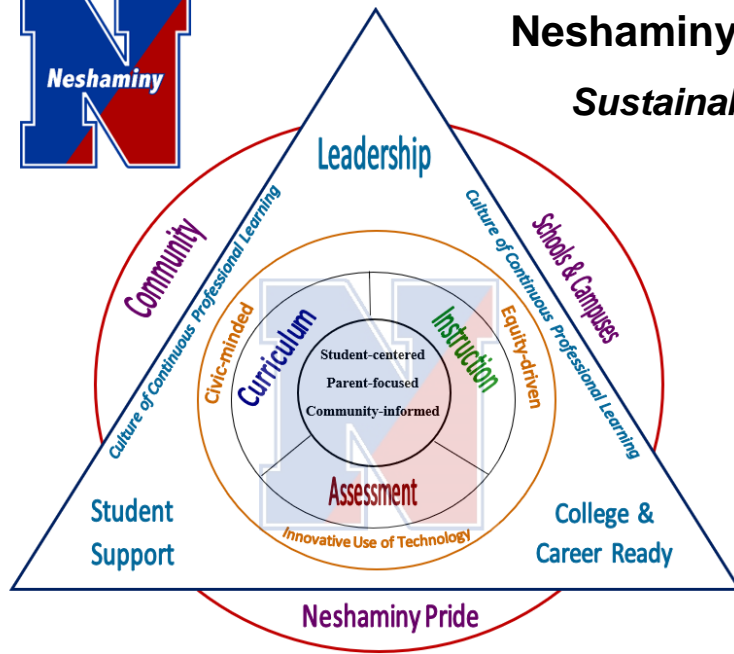 Neshaminy
Neshaminy
Leadership
Community
Culture of Continuous Professional Learning
Culture of Continuous Professional Learning
Schools & Campuses
Civic-minded
Equity-driven
Curriculum
Instruction
Student-centered
Parent-focused
Community-informed
Assessment
Innovative Use of Technology
Student
Support
College &
Career Ready
Neshaminy Pride